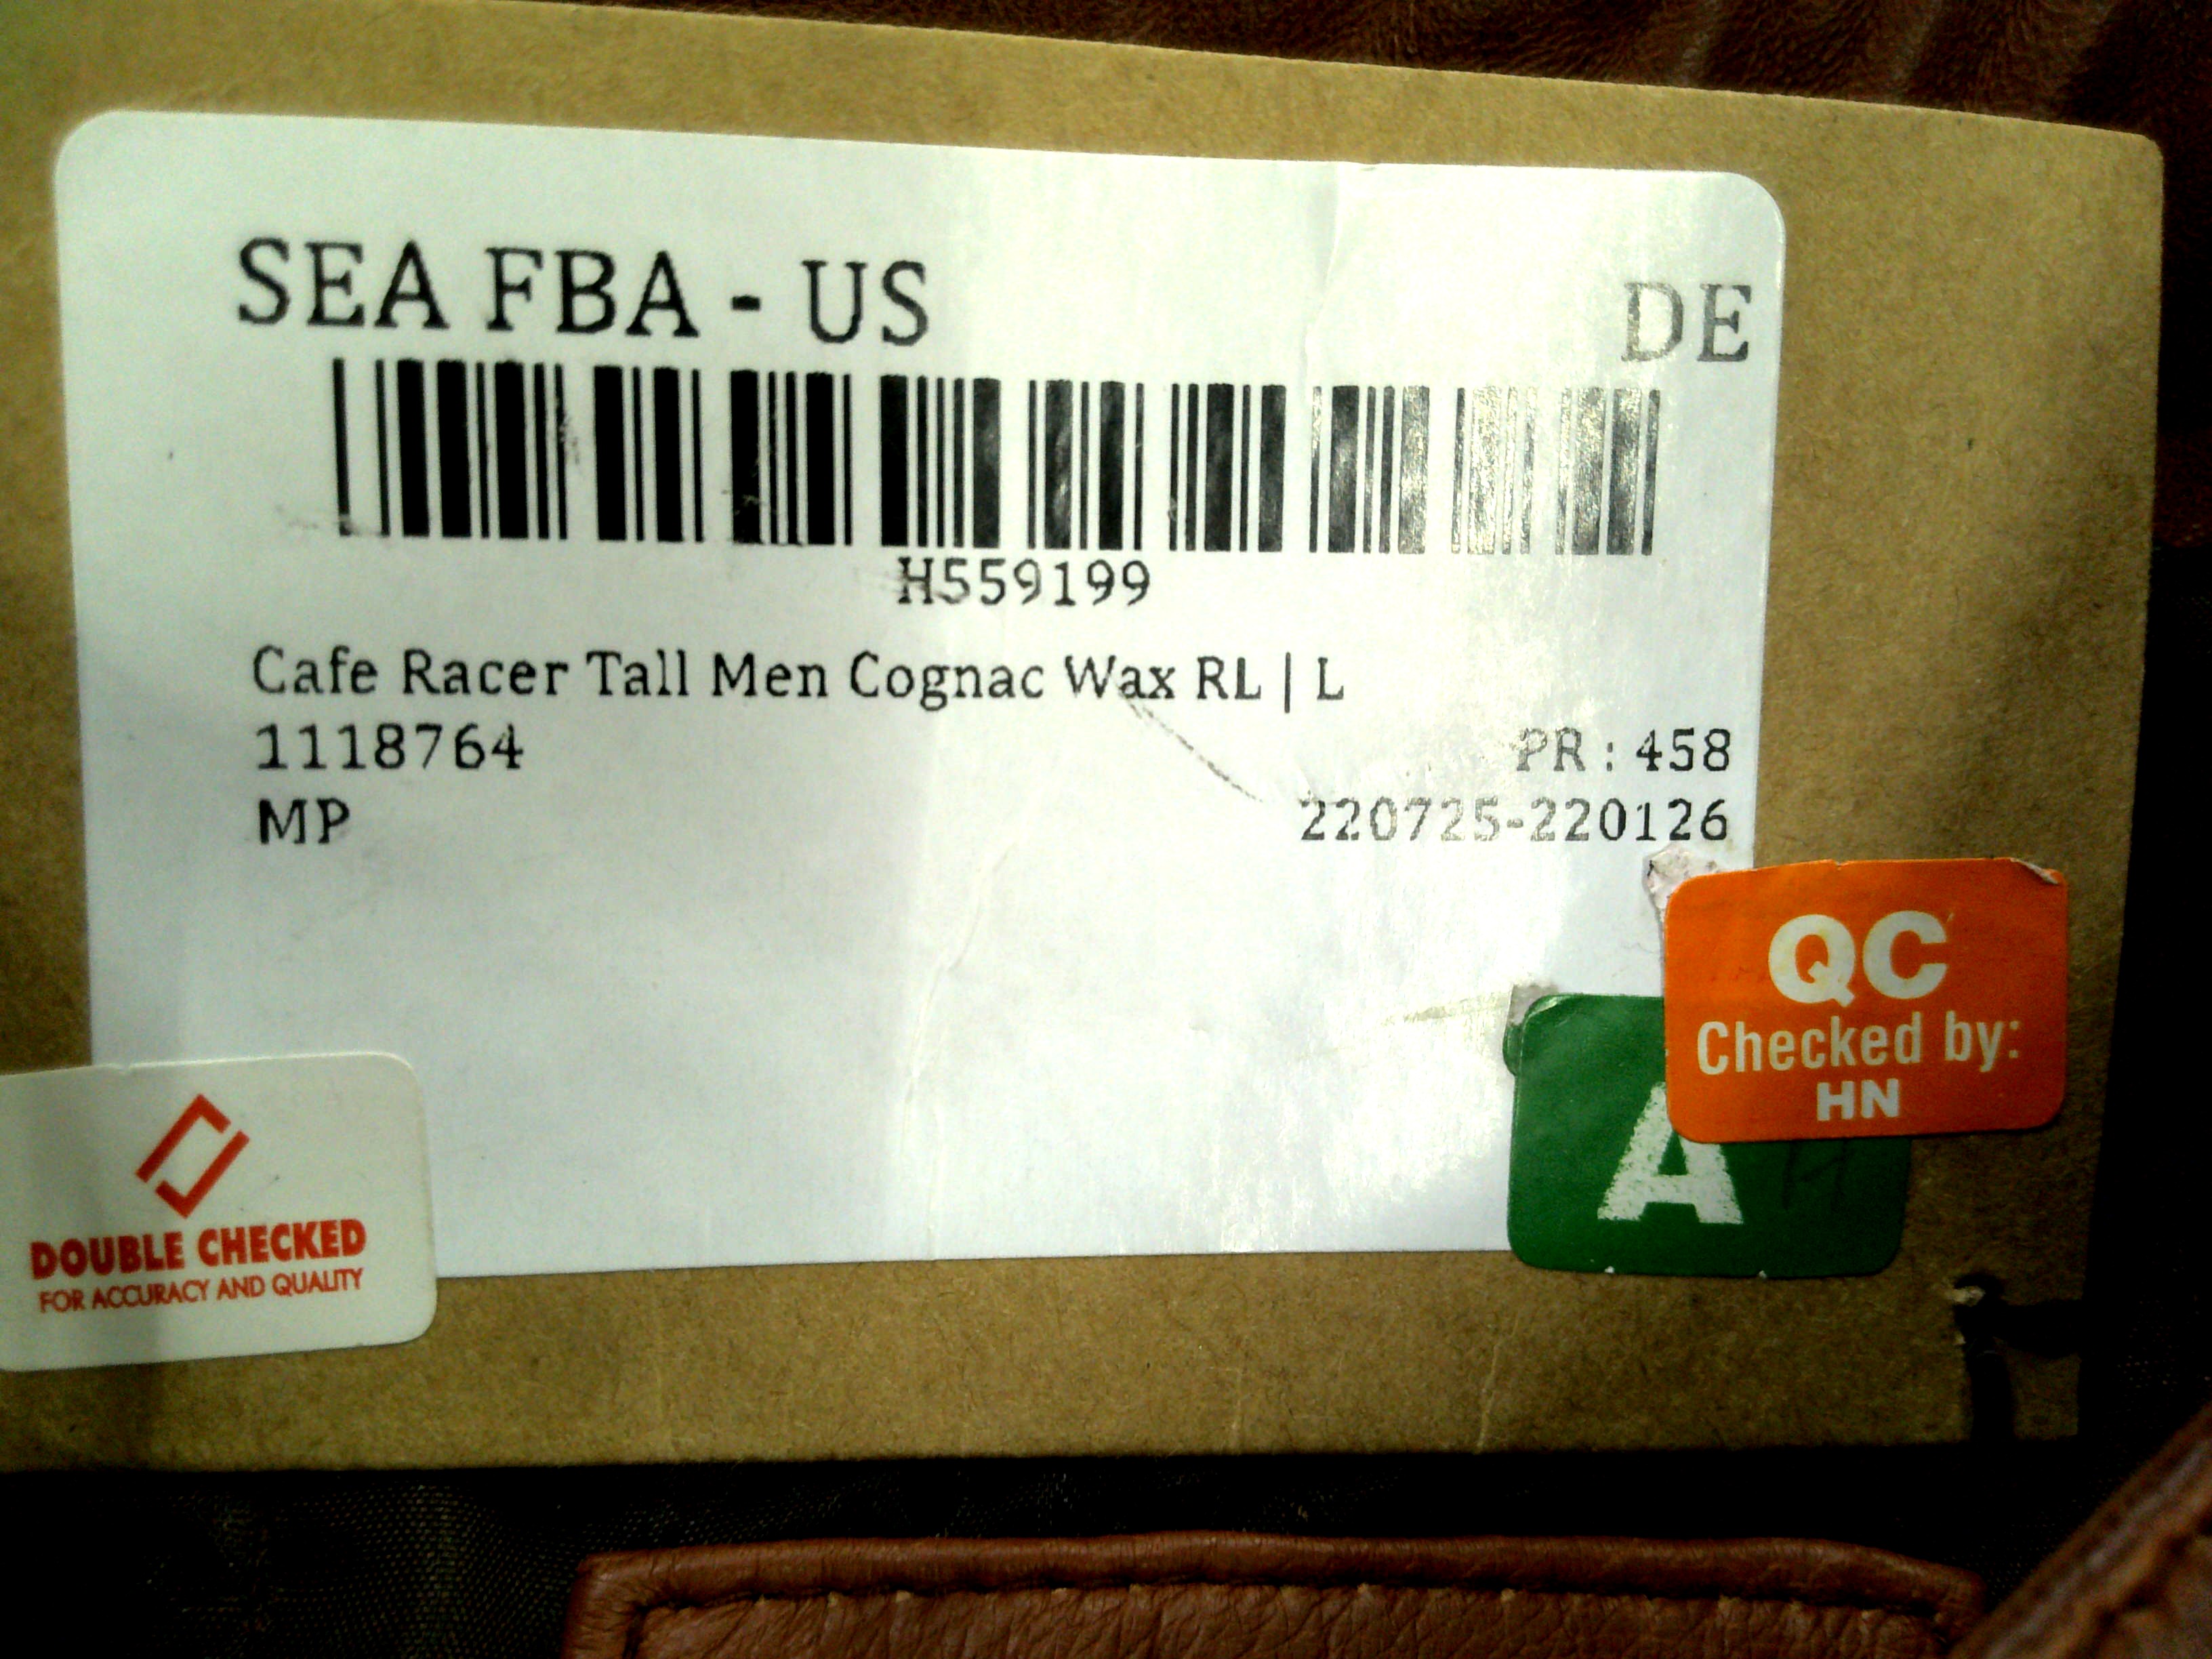 SEA FBA - US DE
H559199
Cafe Racer Tall Men Cognac Wax RL | L
1118764 PR : 458
MP 220725-220126
QC
Checked by:
HN
A
DOUBLE CHECKED
FOR ACCURACY AND QUALITY